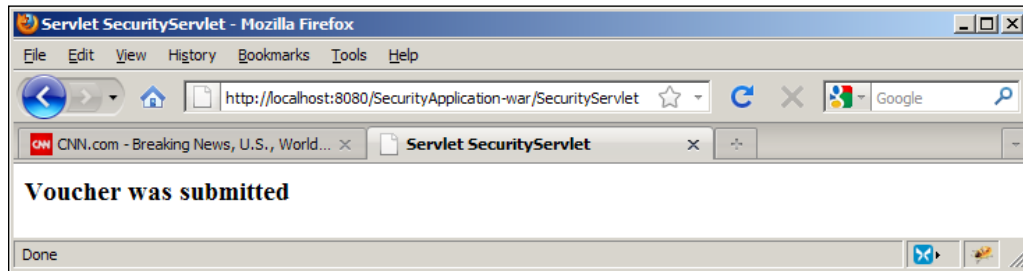 Servlet SecurityServlet - Mozilla Firefox
File Edit View History Bookmarks Tools Help
http://localhost:8080/SecurityApplication-war/SecurityServlet Google
CNN CNN.com - Breaking News, U.S., World... Servlet SecurityServlet
Voucher was submitted
Done